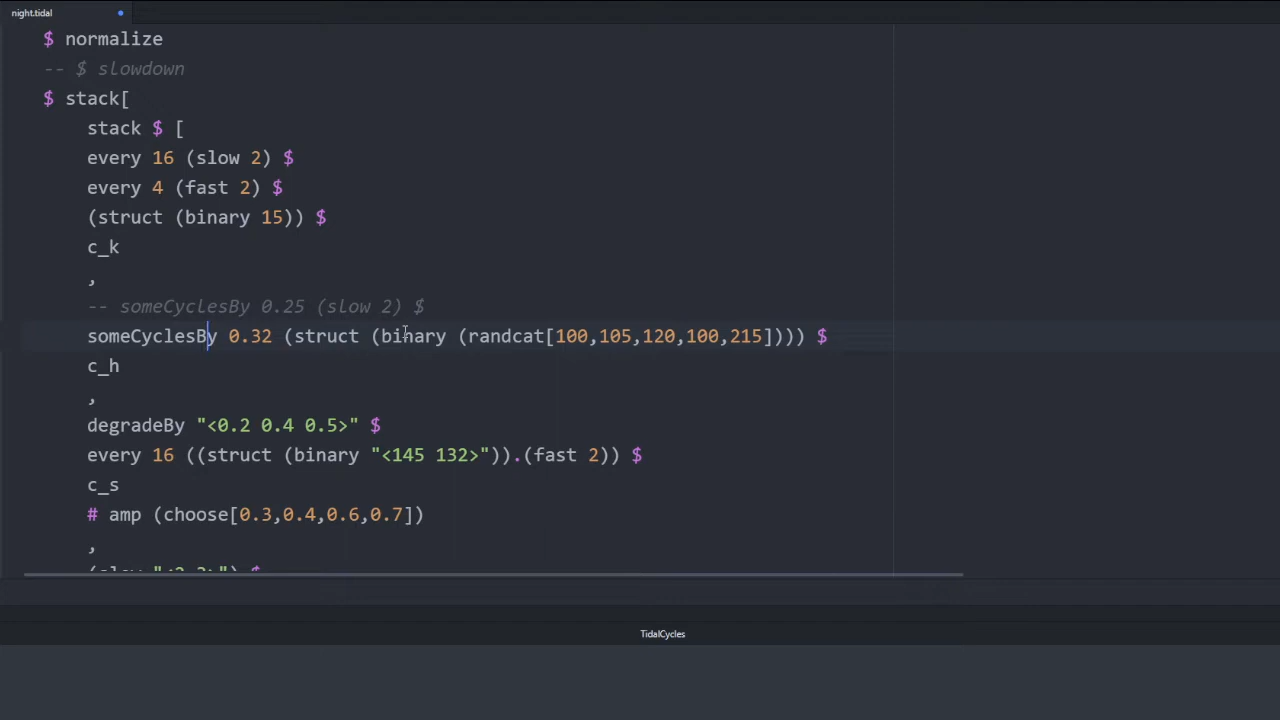 night.tidal
$ normalize
-- $ slowdown
$ stack[
stack $ [
every 16 (slow 2) $
every 4 (fast 2) $
(struct (binary 15)) $
c_k
,
-- someCyclesBy 0.25 (slow 2) $
someCyclesBy 0.32 (struct (binary (randcat[100,105,120,100,215]))) $
c_h
,
degradeBy "<0.2 0.4 0.5>" $
every 16 ((struct (binary "<145 132>")).(fast 2)) $
c_s
# amp (choose[0.3,0.4,0.6,0.7])
,
(slow "<2 3>") $
TidalCycles